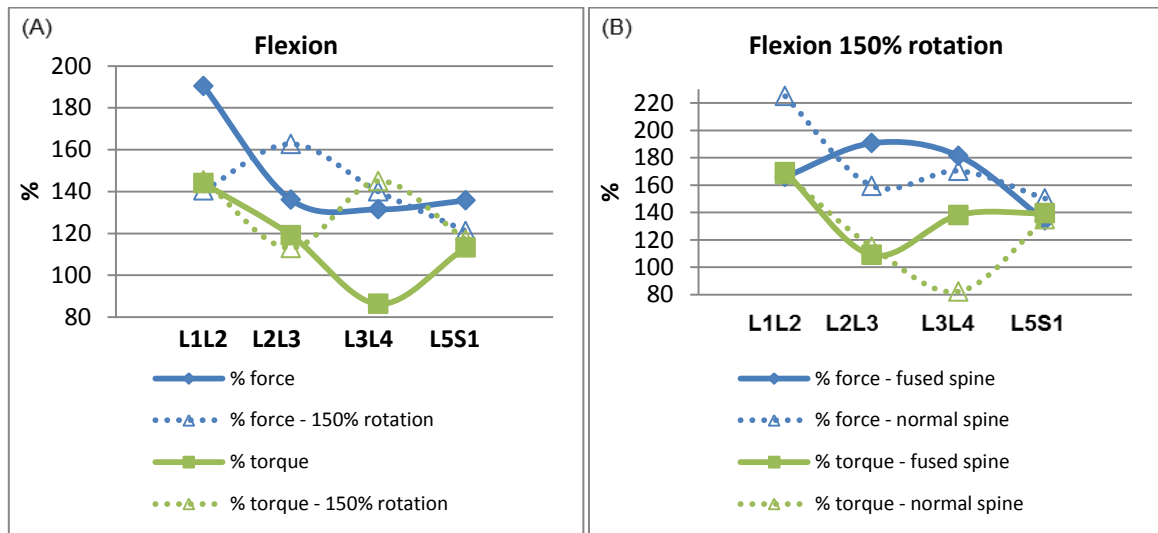 (A)
Flexion
%
200
180
160
140
120
100
80
L1L2 L2L3 L3L4 L5S1
% force
% force - 150% rotation
% torque
% torque - 150% rotation
(B)
Flexion 150% rotation
%
220
200
180
160
140
120
100
80
L1L2 L2L3 L3L4 L5S1
% force - fused spine
% force - normal spine
% torque - fused spine
% torque - normal spine